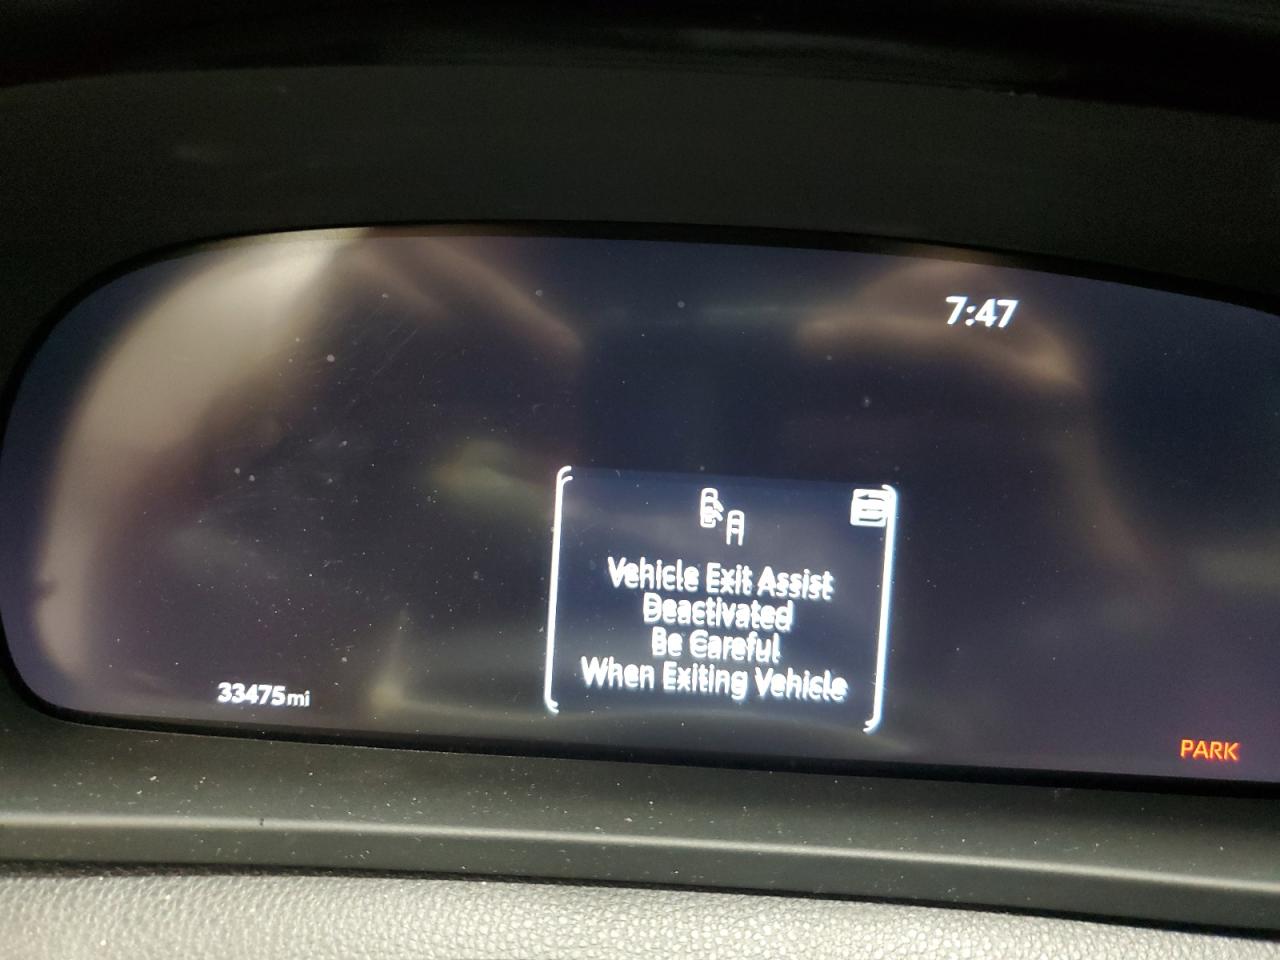 7:47
Vehicle Exit Assist
Deactivated
Be Careful
When Exiting Vehicle
33475mi
PARK